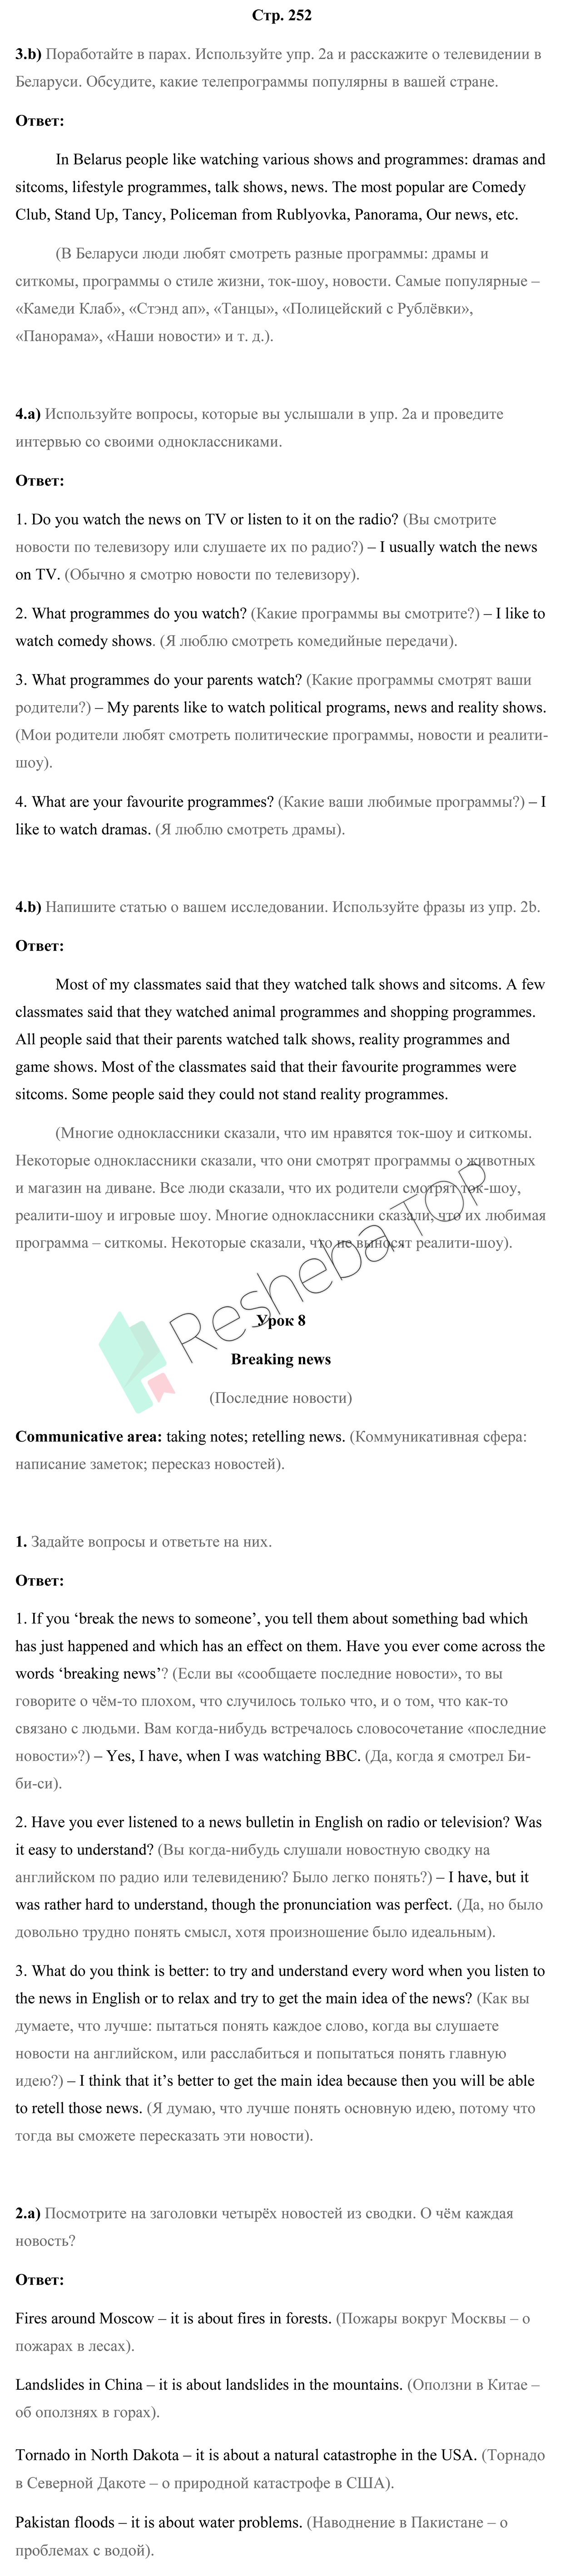 Стр. 252
3.b) Поработайте в парах. Используйте упр. 2а и расскажите о телевидении в
Беларуси. Обсудите, какие телепрограммы популярны в вашей стране.
Ответ:
In Belarus people like watching various shows and programmes: dramas and
sitcoms, lifestyle programmes, talk shows, news. The most popular are Comedy
Club, Stand Up, Tancy, Policeman from Rublyovka, Panorama, Our news, etc.
(В Беларуси люди любят смотреть разные программы: драмы и
ситкомы, программы о стиле жизни, ток-шоу, новости. Самые популярные –
«Камеди Клаб», «Стэнд ап», «Танцы», «Полицейский с Рублёвки»,
«Панорама», «Наши новости» и т. д.).
4.a) Используйте вопросы, которые вы услышали в упр. 2а и проведите
интервью со своими одноклассниками.
Ответ:
1. Do you watch the news on TV or listen to it on the radio? (Вы смотрите
новости по телевизору или слушаете их по радио?) – I usually watch the news
on TV. (Обычно я смотрю новости по телевизору).
2. What programmes do you watch? (Какие программы вы смотрите?) – I like to
watch comedy shows. (Я люблю смотреть комедийные передачи).
3. What programmes do your parents watch? (Какие программы смотрят ваши
родители?) – My parents like to watch political programs, news and reality shows.
(Мои родители любят смотреть политические программы, новости и реалити-
шоу).
4. What are your favourite programmes? (Какие ваши любимые программы?) – I
like to watch dramas. (Я люблю смотреть драмы).
4.b) Напишите статью о вашем исследовании. Используйте фразы из упр. 2b.
Ответ:
Most of my classmates said that they watched talk shows and sitcoms. A few
classmates said that they watched animal programmes and shopping programmes.
All people said that their parents watched talk shows, reality programmes and
game shows. Most of the classmates said that their favourite programmes were
sitcoms. Some people said they could not stand reality programmes.
(Многие одноклассники сказали, что им нравятся ток-шоу и ситкомы.
Некоторые одноклассники сказали, что они смотрят программы о животных
и магазин на диване. Все люди сказали, что их родители смотрят ток-шоу,
реалити-шоу и игровые шоу. Многие одноклассники сказали, что их любимая
программа – ситкомы. Некоторые сказали, что не выносят реалити-шоу).
Resheba.TOP
Урок 8
Breaking news
(Последние новости)
Communicative area: taking notes; retelling news. (Коммуникативная сфера:
написание заметок; пересказ новостей).
1. Задайте вопросы и ответьте на них.
Ответ:
1. If you ‘break the news to someone’, you tell them about something bad which
has just happened and which has an effect on them. Have you ever come across the
words ‘breaking news’? (Если вы «сообщаете последние новости», то вы
говорите о чём-то плохом, что случилось только что, и о том, что как-то
связано с людьми. Вам когда-нибудь встречалось словосочетание «последние
новости»?) – Yes, I have, when I was watching BBC. (Да, когда я смотрел Би-
би-си).
2. Have you ever listened to a news bulletin in English on radio or television? Was
it easy to understand? (Вы когда-нибудь слушали новостную сводку на
английском по радио или телевидению? Было легко понять?) – I have, but it
was rather hard to understand, though the pronunciation was perfect. (Да, но было
довольно трудно понять смысл, хотя произношение было идеальным).
3. What do you think is better: to try and understand every word when you listen to
the news in English or to relax and try to get the main idea of the news? (Как вы
думаете, что лучше: пытаться понять каждое слово, когда вы слушаете
новости на английском, или расслабиться и попытаться понять главную
идею?) – I think that it’s better to get the main idea because then you will be able
to retell those news. (Я думаю, что лучше понять основную идею, потому что
тогда вы сможете пересказать эти новости).
2.a) Посмотрите на заголовки четырёх новостей из сводки. О чём каждая
новость?
Ответ:
Fires around Moscow – it is about fires in forests. (Пожары вокруг Москвы – о
пожарах в лесах).
Landslides in China – it is about landslides in the mountains. (Оползни в Китае –
об оползнях в горах).
Tornado in North Dakota – it is about a natural catastrophe in the USA. (Торнадо
в Северной Дакоте – о природной катастрофе в США).
Pakistan floods – it is about water problems. (Наводнение в Пакистане – о
проблемах с водой).